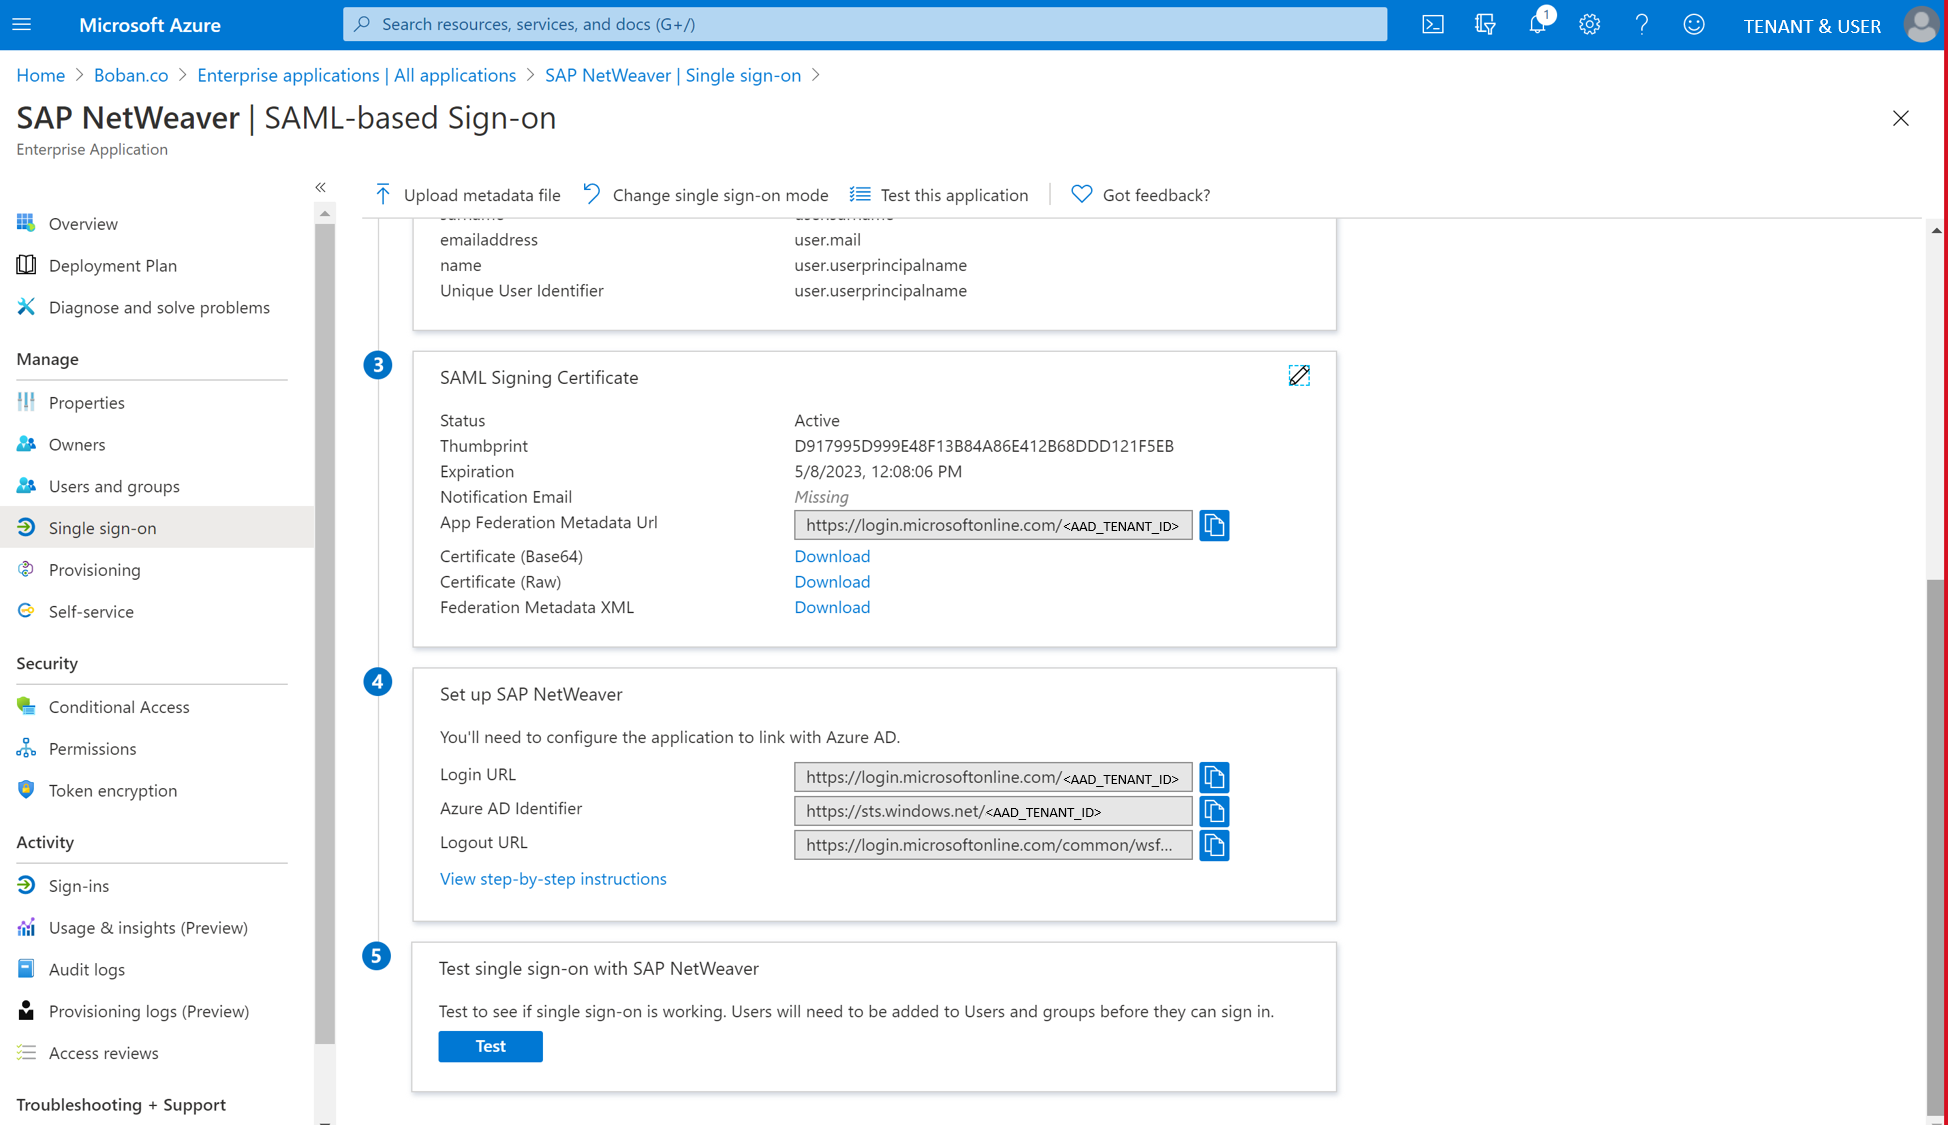 Microsoft Azure
Search resources, services, and docs (G+/)
1
TENANT & USER
Home > Boban.co > Enterprise applications | All applications > SAP NetWeaver | Single sign-on >
SAP NetWeaver | SAML-based Sign-on
Enterprise Application
«
Overview
Deployment Plan
Diagnose and solve problems
Manage
Properties
Owners
Users and groups
Single sign-on
Provisioning
Self-service
Security
Conditional Access
Permissions
Token encryption
Activity
Sign-ins
Usage & insights (Preview)
Audit logs
Provisioning logs (Preview)
Access reviews
Troubleshooting + Support
Upload metadata file Change single sign-on mode Test this application Got feedback?
surname user.surname
emailaddress user.mail
name user.userprincipalname
Unique User Identifier user.userprincipalname
3
SAML Signing Certificate
Status Active
Thumbprint D917995D999E48F13B84A86E412B68DDD121F5EB
Expiration 5/8/2023, 12:08:06 PM
Notification Email Missing
App Federation Metadata Url https://login.microsoftonline.com/<AAD_TENANT_ID>
Certificate (Base64) Download
Certificate (Raw) Download
Federation Metadata XML Download
4
Set up SAP NetWeaver
You'll need to configure the application to link with Azure AD.
Login URL https://login.microsoftonline.com/<AAD_TENANT_ID>
Azure AD Identifier https://sts.windows.net/<AAD_TENANT_ID>
Logout URL https://login.microsoftonline.com/common/wsf...
View step-by-step instructions
5
Test single sign-on with SAP NetWeaver
Test to see if single sign-on is working. Users will need to be added to Users and groups before they can sign in.
Test